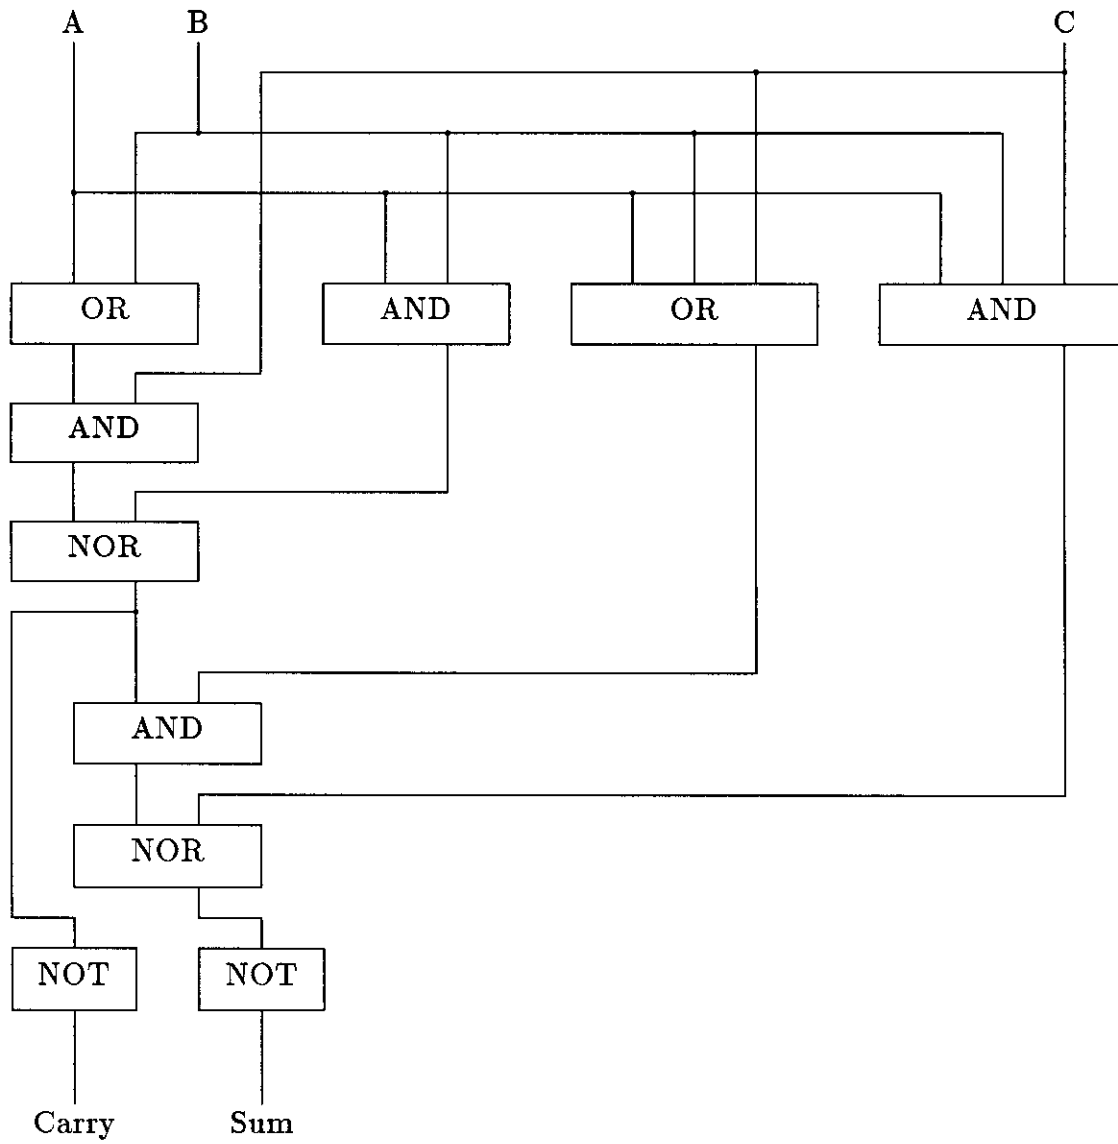 A B C
OR AND OR AND
AND
NOR
AND
NOR
NOT NOT
Carry Sum